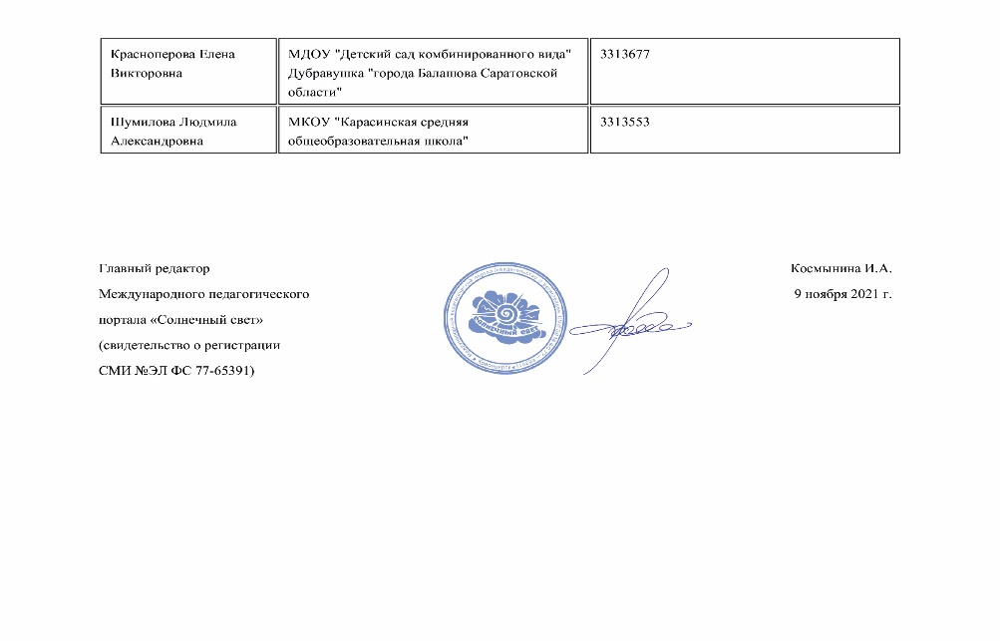 Красноперова Елена
Викторовна
МДОУ "Детский сад комбинированного вида"
Дубравушка "города Балашова Саратовской
области"
3313677
Шумилова Людмила
Александровна
МКОУ "Карасинская средняя
общеобразовательная школа"
3313553
Главный редактор
Международного педагогического
портала «Солнечный свет»
(свидетельство о регистрации
СМИ №ЭЛ ФС 77-65391)
СОЛНЕЧНЫЙ СВЕТ
Космынина И.А.
9 ноября 2021 г.